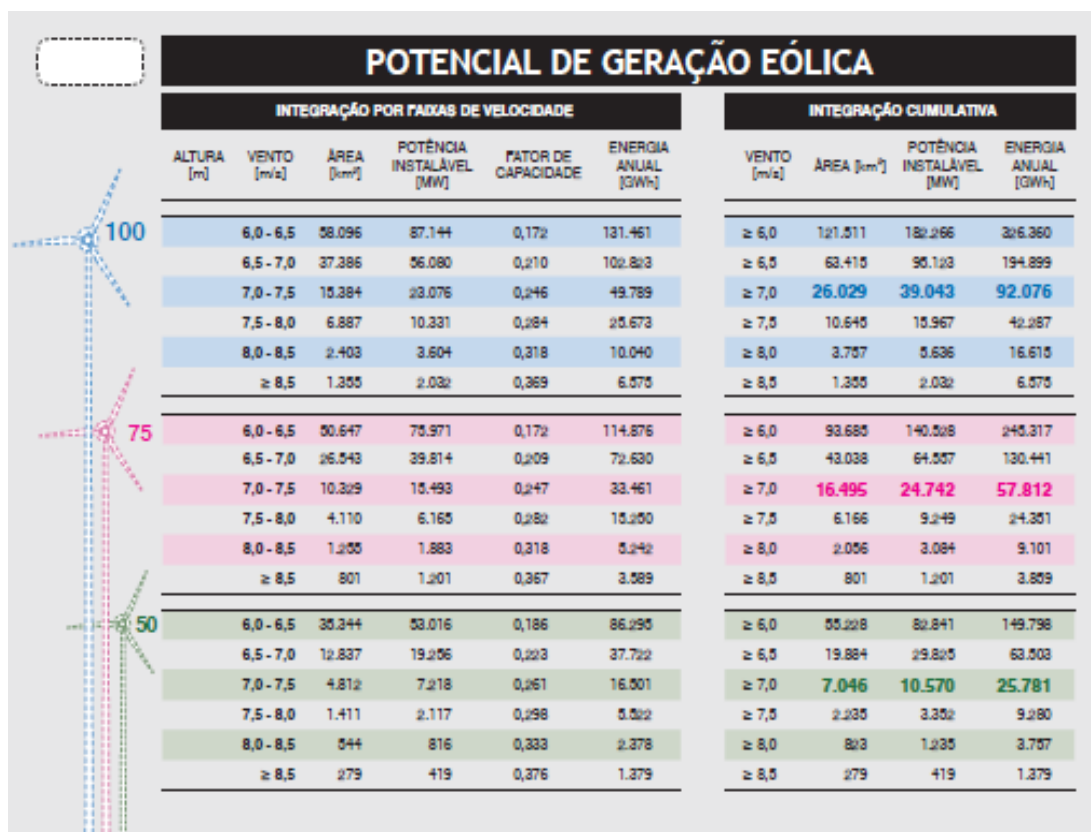 POTENCIAL DE GERAÇÃO EÓLICA
INTEGRAÇÃO POR FAIXAS DE VELOCIDADE INTEGRAÇÃO CUMULATIVA
ALTURA [m] VENTO [m/s] ÁREA [km²] POTÊNCIA INSTALÁVEL [MW] FATOR DE CAPACIDADE ENERGIA ANUAL [GWh] VENTO [m/s] ÁREA [km²] POTÊNCIA INSTALÁVEL [MW] ENERGIA ANUAL [GWh]
100 6,0 - 6,5 58.096 87.144 0,172 131.461 ≥ 6,0 121.511 182.266 326.360
6,5 - 7,0 37.386 56.080 0,210 102.823 ≥ 6,5 63.415 95.123 194.899
7,0 - 7,5 15.384 23.076 0,246 49.789 ≥ 7,0 26.029 39.043 92.076
7,5 - 8,0 6.887 10.331 0,284 25.673 ≥ 7,5 10.645 15.967 42.287
8,0 - 8,5 2.403 3.604 0,318 10.040 ≥ 8,0 3.757 5.636 16.615
≥ 8,5 1.355 2.032 0,369 6.575 ≥ 8,5 1.355 2.032 6.575
75 6,0 - 6,5 50.647 75.971 0,172 114.876 ≥ 6,0 93.685 140.528 245.317
6,5 - 7,0 26.543 39.814 0,209 72.630 ≥ 6,5 43.038 64.557 130.441
7,0 - 7,5 10.329 15.493 0,247 33.461 ≥ 7,0 16.495 24.742 57.812
7,5 - 8,0 4.110 6.165 0,282 15.250 ≥ 7,5 6.166 9.249 24.351
8,0 - 8,5 1.255 1.883 0,318 5.242 ≥ 8,0 2.056 3.084 9.101
≥ 8,5 801 1.201 0,367 3.589 ≥ 8,5 801 1.201 3.859
50 6,0 - 6,5 35.344 53.016 0,186 86.295 ≥ 6,0 55.228 82.841 149.798
6,5 - 7,0 12.837 19.256 0,223 37.722 ≥ 6,5 19.884 29.825 63.503
7,0 - 7,5 4.812 7.218 0,261 16.501 ≥ 7,0 7.046 10.570 25.781
7,5 - 8,0 1.411 2.117 0,298 5.522 ≥ 7,5 2.235 3.352 9.280
8,0 - 8,5 544 816 0,333 2.378 ≥ 8,0 823 1.235 3.757
≥ 8,5 279 419 0,376 1.379 ≥ 8,5 279 419 1.379